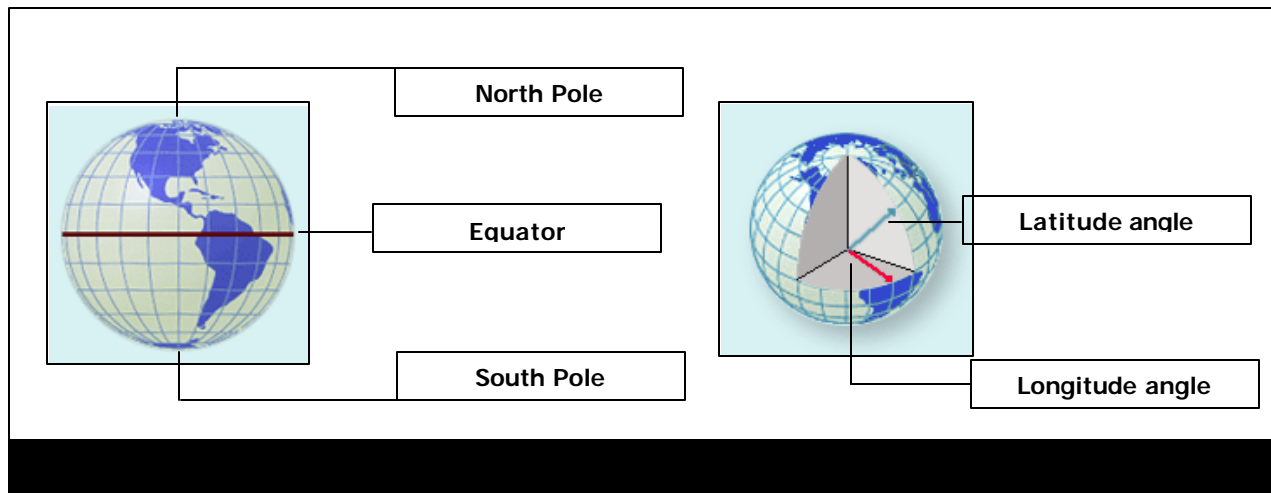 North Pole
Equator
South Pole
Latitude angle
Longitude angle